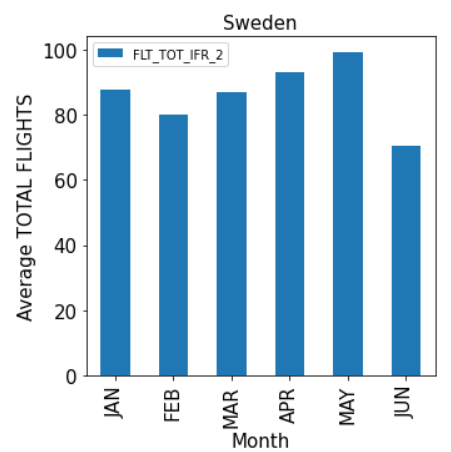 Sweden
FLT_TOT_IFR_2
Average TOTAL FLIGHTS
100
80
60
40
20
0
JAN
FEB
MAR
APR
MAY
JUN
Month